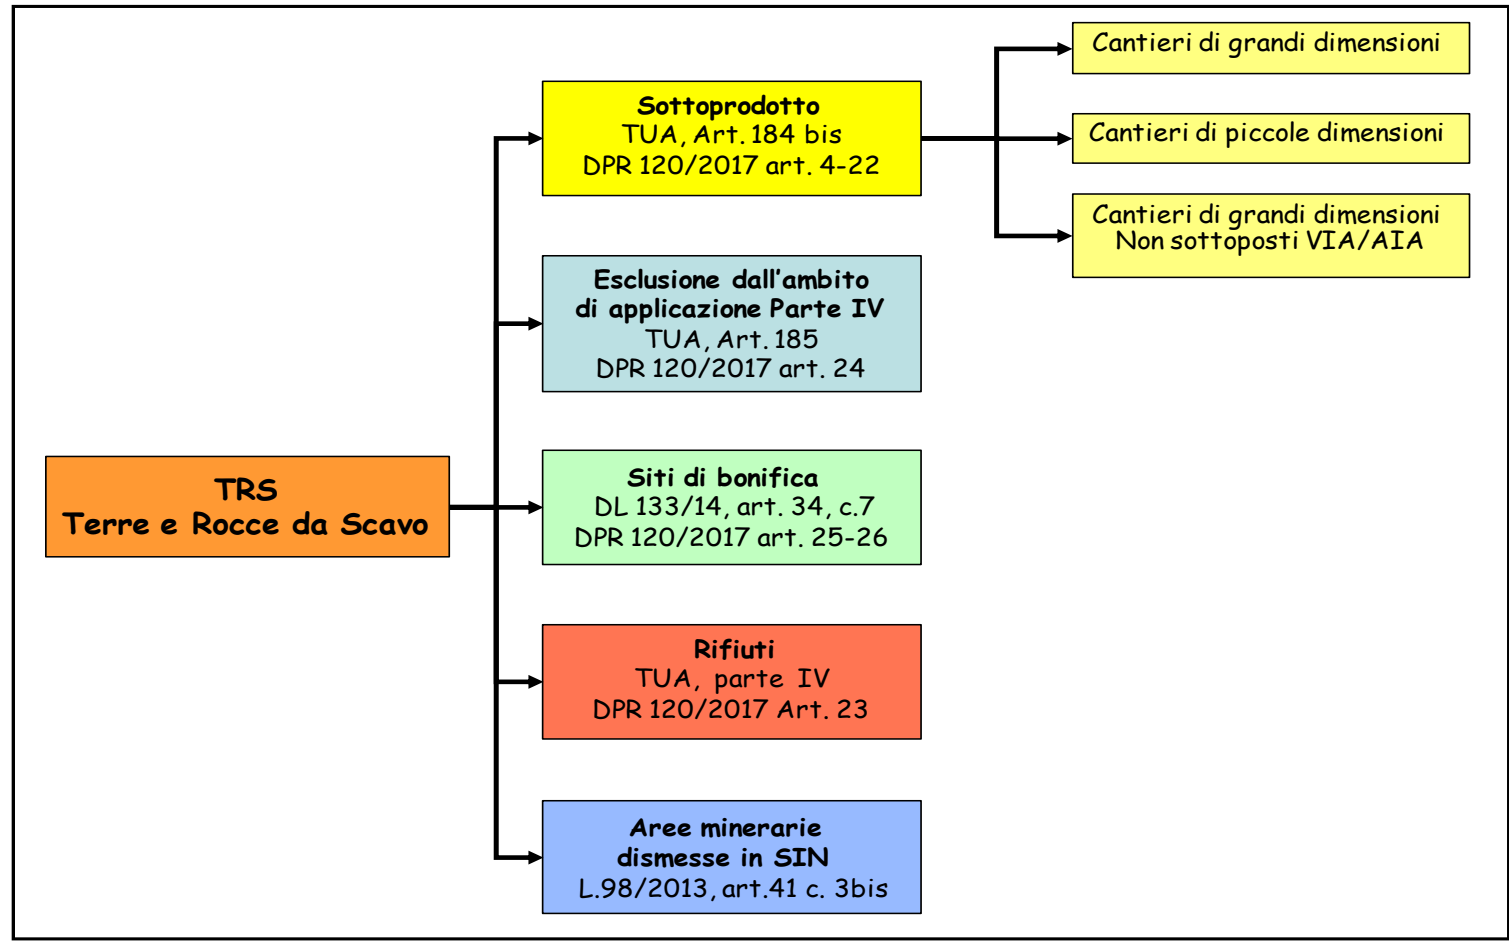 TRS
Terre e Rocce da Scavo
Sottoprodotto
TUA, Art. 184 bis
DPR 120/2017 art. 4-22
Cantieri di grandi dimensioni
Cantieri di piccole dimensioni
Cantieri di grandi dimensioni
Non sottoposti VIA/AIA
Esclusione dall'ambito
di applicazione Parte IV
TUA, Art. 185
DPR 120/2017 art. 24
Siti di bonifica
DL 133/14, art. 34, c.7
DPR 120/2017 art. 25-26
Rifiuti
TUA, parte IV
DPR 120/2017 Art. 23
Aree minerarie
dismesse in SIN
L.98/2013, art.41 c. 3bis